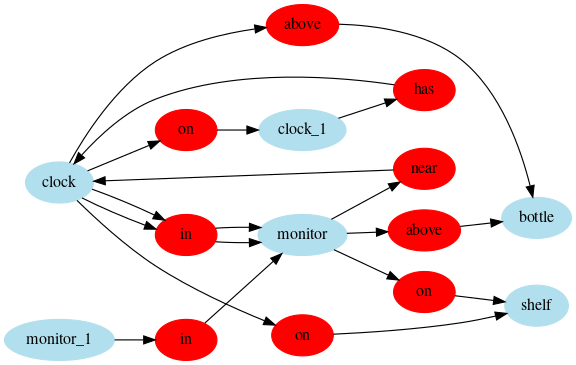 above
has
on
clock_1
near
clock
above
bottle
in
monitor
on
shelf
monitor_1
in
on